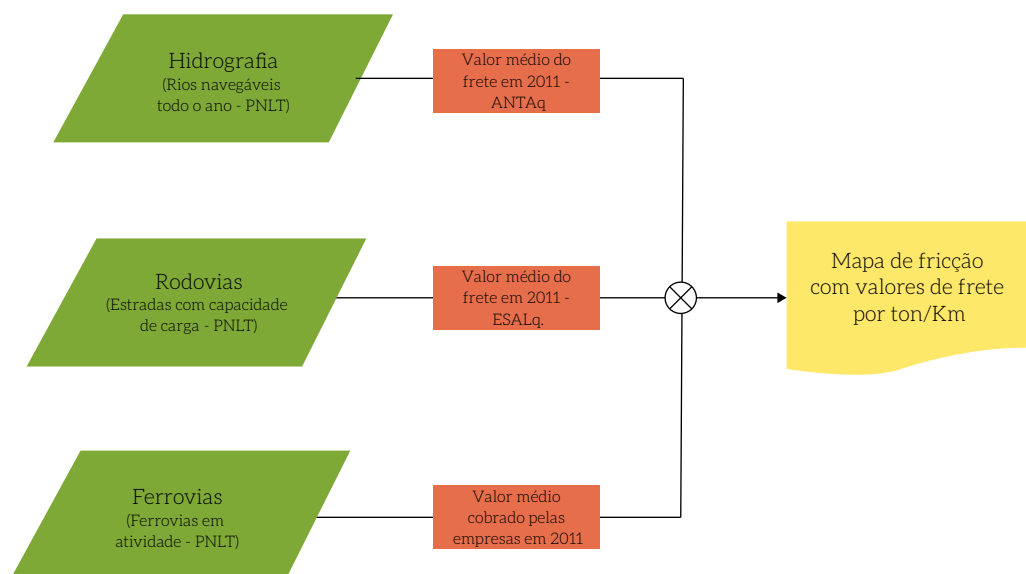 Hidrografia
(Rios navegáveis
todo o ano - PNLT)
Valor médio do
frete em 2011 -
ANTAq
Rodovias
(Estradas com capacidade
de carga - PNLT)
Valor médio do
frete em 2011 -
ESALq.
Mapa de fricção
com valores de frete
por ton/Km
Ferrovias
(Ferrovias em
atividade - PNLT)
Valor médio
cobrado pelas
empresas em 2011